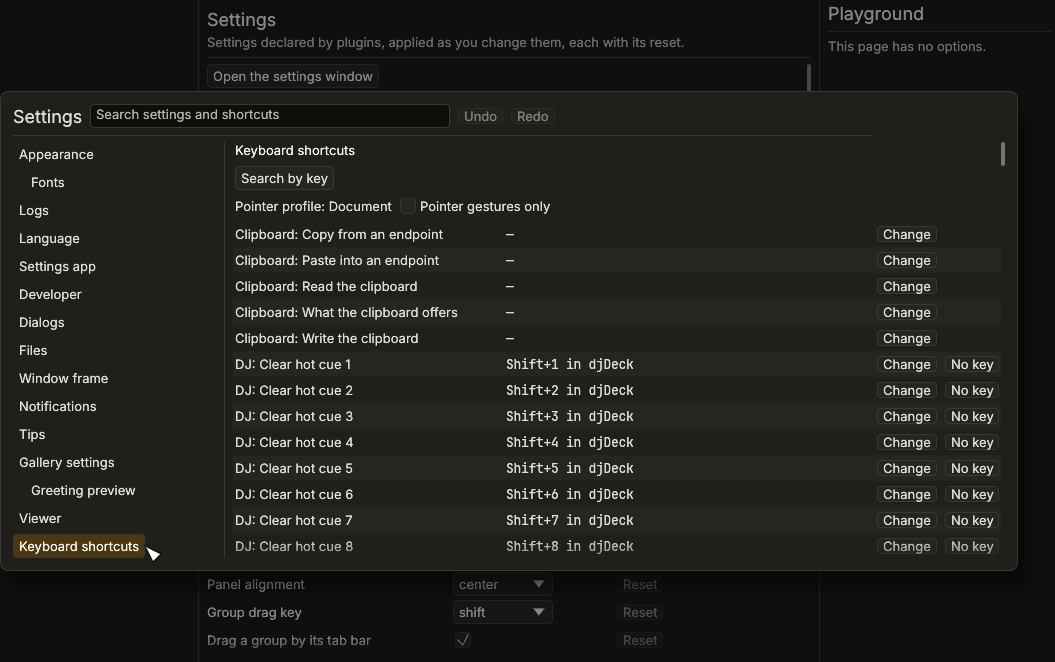 Settings
Settings declared by plugins, applied as you change them, each with its reset.
Open the settings window
Playground
This page has no options.
Settings
Search settings and shortcuts
Undo
Redo
Appearance
Fonts
Logs
Language
Settings app
Developer
Dialogs
Files
Window frame
Notifications
Tips
Gallery settings
Greeting preview
Viewer
Keyboard shortcuts
Keyboard shortcuts
Search by key
Pointer profile: Document Pointer gestures only
Clipboard: Copy from an endpoint – Change
Clipboard: Paste into an endpoint – Change
Clipboard: Read the clipboard – Change
Clipboard: What the clipboard offers – Change
Clipboard: Write the clipboard – Change
DJ: Clear hot cue 1 Shift+1 in djDeck Change No key
DJ: Clear hot cue 2 Shift+2 in djDeck Change No key
DJ: Clear hot cue 3 Shift+3 in djDeck Change No key
DJ: Clear hot cue 4 Shift+4 in djDeck Change No key
DJ: Clear hot cue 5 Shift+5 in djDeck Change No key
DJ: Clear hot cue 6 Shift+6 in djDeck Change No key
DJ: Clear hot cue 7 Shift+7 in djDeck Change No key
DJ: Clear hot cue 8 Shift+8 in djDeck Change No key
Panel alignment center Reset
Group drag key shift Reset
Drag a group by its tab bar Reset